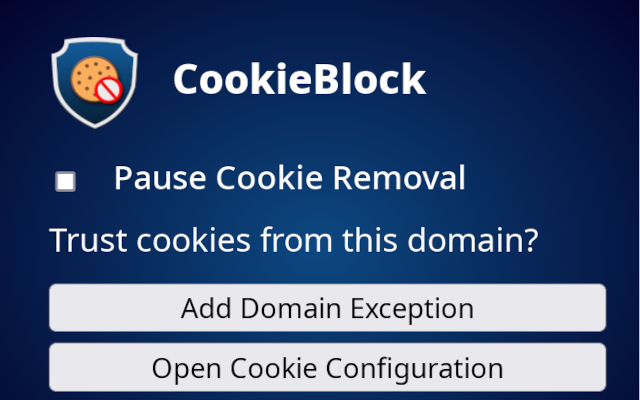 CookieBlock
Pause Cookie Removal
Trust cookies from this domain?
Add Domain Exception
Open Cookie Configuration